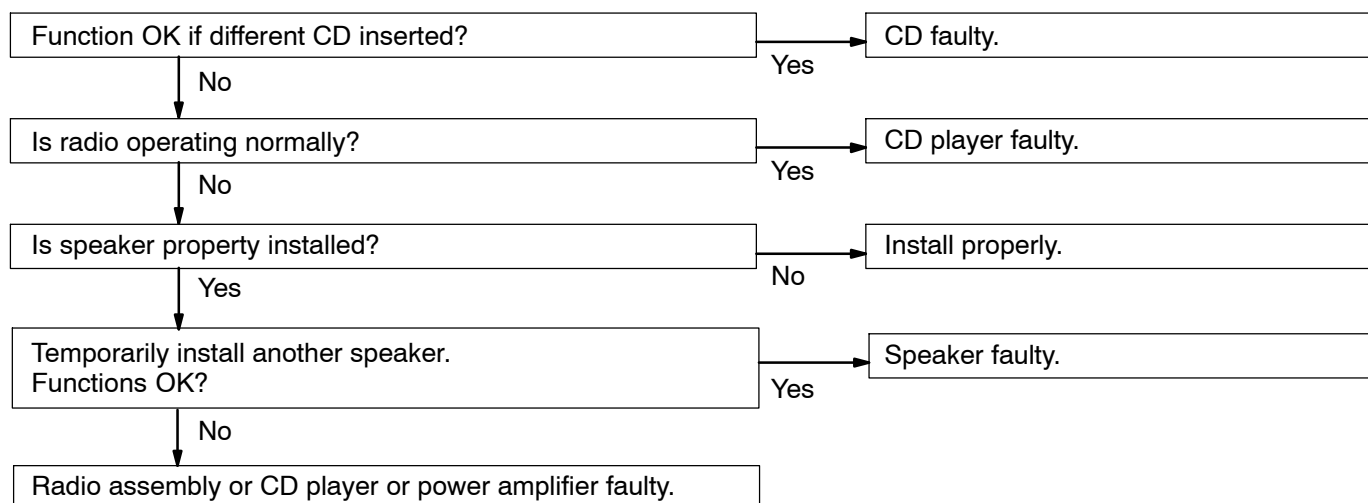 Function OK if different CD inserted?
Yes
CD faulty.
No
Is radio operating normally?
Yes
CD player faulty.
No
Is speaker property installed?
No
Install properly.
Yes
Temporarily install another speaker.
Functions OK?
Yes
Speaker faulty.
No
Radio assembly or CD player or power amplifier faulty.